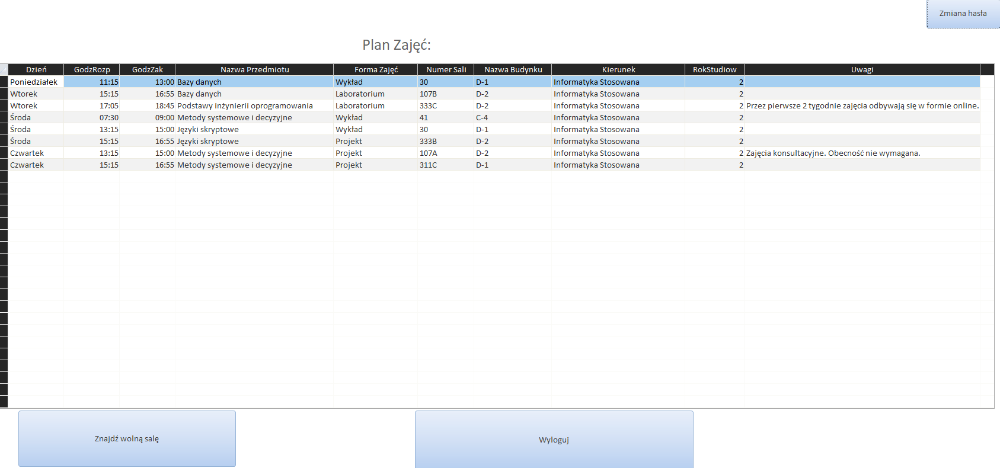 Zmiana hasła
Plan Zajęć:
Dzień GodzRozp GodzZak Nazwa Przedmiotu Forma Zajęć Numer Sali Nazwa Budynku Kierunek RokStudiow Uwagi
Poniedziałek 11:15 13:00 Bazy danych Wykład 30 D-1 Informatyka Stosowana 2
Wtorek 15:15 16:55 Bazy danych Laboratorium 107B D-2 Informatyka Stosowana 2
Wtorek 17:05 18:45 Podstawy inżynierii oprogramowania Laboratorium 333C D-2 Informatyka Stosowana 2 Przez pierwsze 2 tygodnie zajęcia odbywają się w formie online.
Środa 07:30 09:00 Metody systemowe i decyzyjne Wykład 41 C-4 Informatyka Stosowana 2
Środa 13:15 15:00 Języki skryptowe Wykład 30 D-1 Informatyka Stosowana 2
Środa 15:15 16:55 Języki skryptowe Projekt 333B D-2 Informatyka Stosowana 2
Czwartek 13:15 15:00 Metody systemowe i decyzyjne Projekt 107A D-2 Informatyka Stosowana 2 Zajęcia konsultacyjne. Obecność nie wymagana.
Czwartek 15:15 16:55 Metody systemowe i decyzyjne Projekt 311C D-1 Informatyka Stosowana 2
Znajdź wolną salę
Wyloguj